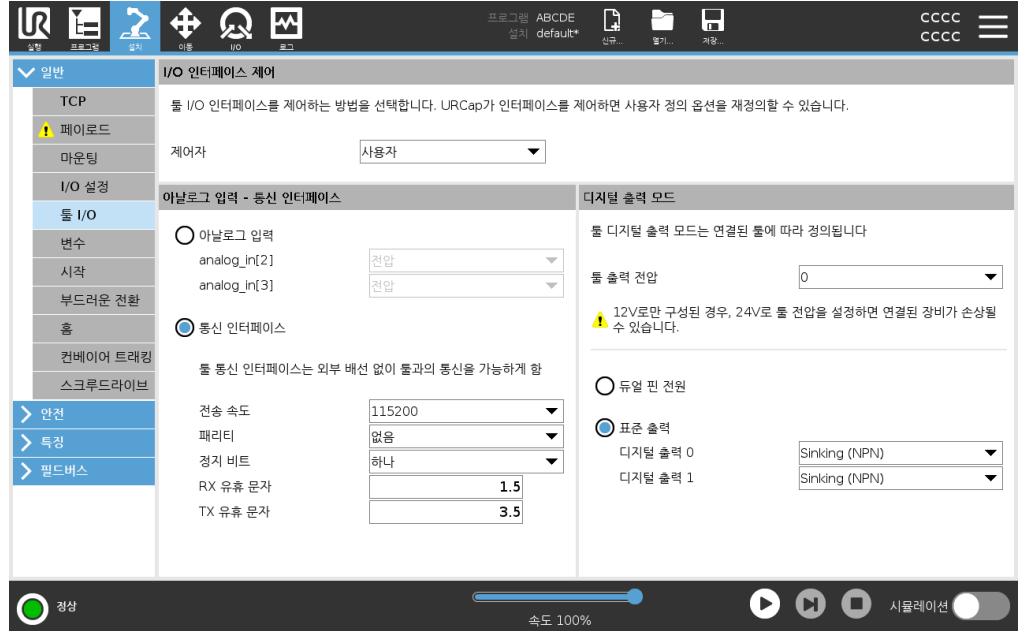 UR
실행
프로그램
설치
이동
I/O
로그
프로그램 ABCDE
설치 default*
신규...
열기...
저장...
CCCC
CCCC
일반
TCP
페이로드
마운팅
I/O 설정
툴 I/O
변수
시작
부드러운 전환
홈
컨베이어 트래킹
스크루드라이브
안전
특징
필드버스
I/O 인터페이스 제어
툴 I/O 인터페이스를 제어하는 방법을 선택합니다. URCap가 인터페이스를 제어하면 사용자 정의 옵션을 재정의할 수 있습니다.
제어자 사용자
아날로그 입력 - 통신 인터페이스
아날로그 입력
analog_in[2] 전압
analog_in[3] 전압
통신 인터페이스
툴 통신 인터페이스는 외부 배선 없이 툴과의 통신을 가능하게 함
전송 속도 115200
패리티 없음
정지 비트 하나
RX 유휴 문자 1.5
TX 유휴 문자 3.5
디지털 출력 모드
툴 디지털 출력 모드는 연결된 툴에 따라 정의됩니다
툴 출력 전압 0
12V로만 구성된 경우, 24V로 툴 전압을 설정하면 연결된 장비가 손상될
수 있습니다.
듀얼 핀 전원
표준 출력
디지털 출력 0 Sinking (NPN)
디지털 출력 1 Sinking (NPN)
정상
속도 100%
시뮬레이션